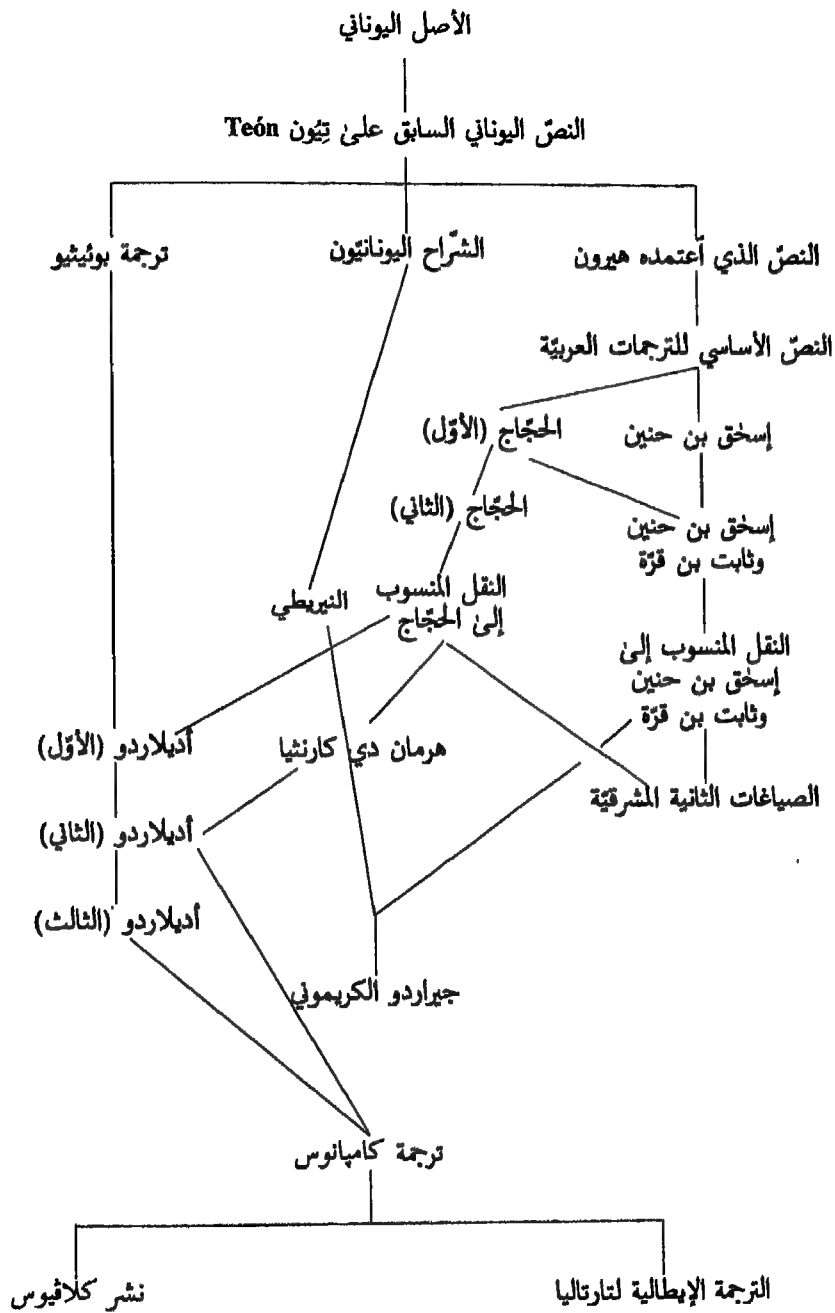 الأصل اليوناني
النصّ اليوناني السابق علىٰ تِيُون Teón
النصّ الذي اّعتمده هيرون
الشرّاح اليونانيّون
ترجمة بوئيثيو
النصّ الأساسي للترجمات العربيّة
إسحٰق بن حنين
الحجّاج (الأوّل)
الحجّاج (الثاني)
إسحٰق بن حنين
وثابت بن قرّة
النقل المنسوب
إلىٰ الحجّاج
النيريطي
النقل المنسوب إلىٰ
إسحٰق بن حنين
وثابت بن قرّة
هرمان دي كارنثيا
أديلاردو (الأوّل)
الصياغات الثانية المشرقيّة
أديلاردو (الثاني)
أديلاردو (الثالث)
جيراردو الكريموني
ترجمة كامپانوس
الترجمة الإيطالية لتارتاليا
نشر كلاڤيوس